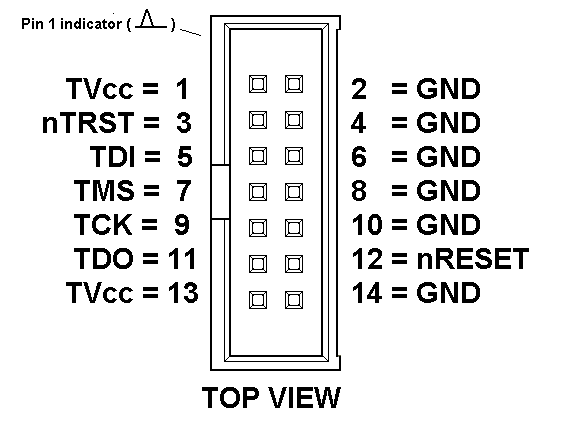 Pin 1 indicator ( )
TVcc = 1 2 = GND
nTRST = 3 4 = GND
TDI = 5 6 = GND
TMS = 7 8 = GND
TCK = 9 10 = GND
TDO = 11 12 = nRESET
TVcc = 13 14 = GND
TOP VIEW